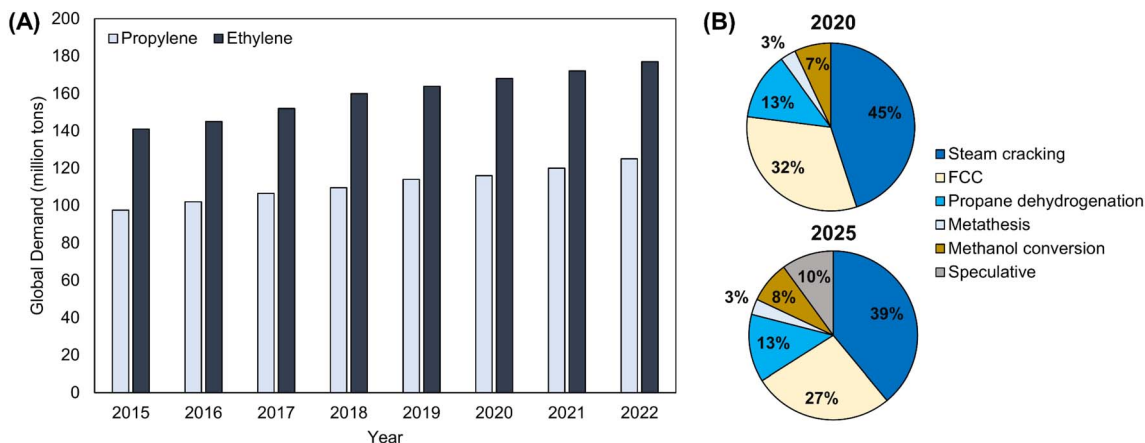 (A)
Global Demand (million tons)
200
180
160
140
120
100
80
60
40
20
0
Propylene
Ethylene
2015 2016 2017 2018 2019 2020 2021 2022
Year
(B)
2020
3%
7%
13%
45%
32%
2025
10%
3%
8%
39%
13%
27%
Steam cracking
FCC
Propane dehydrogenation
Metathesis
Methanol conversion
Speculative